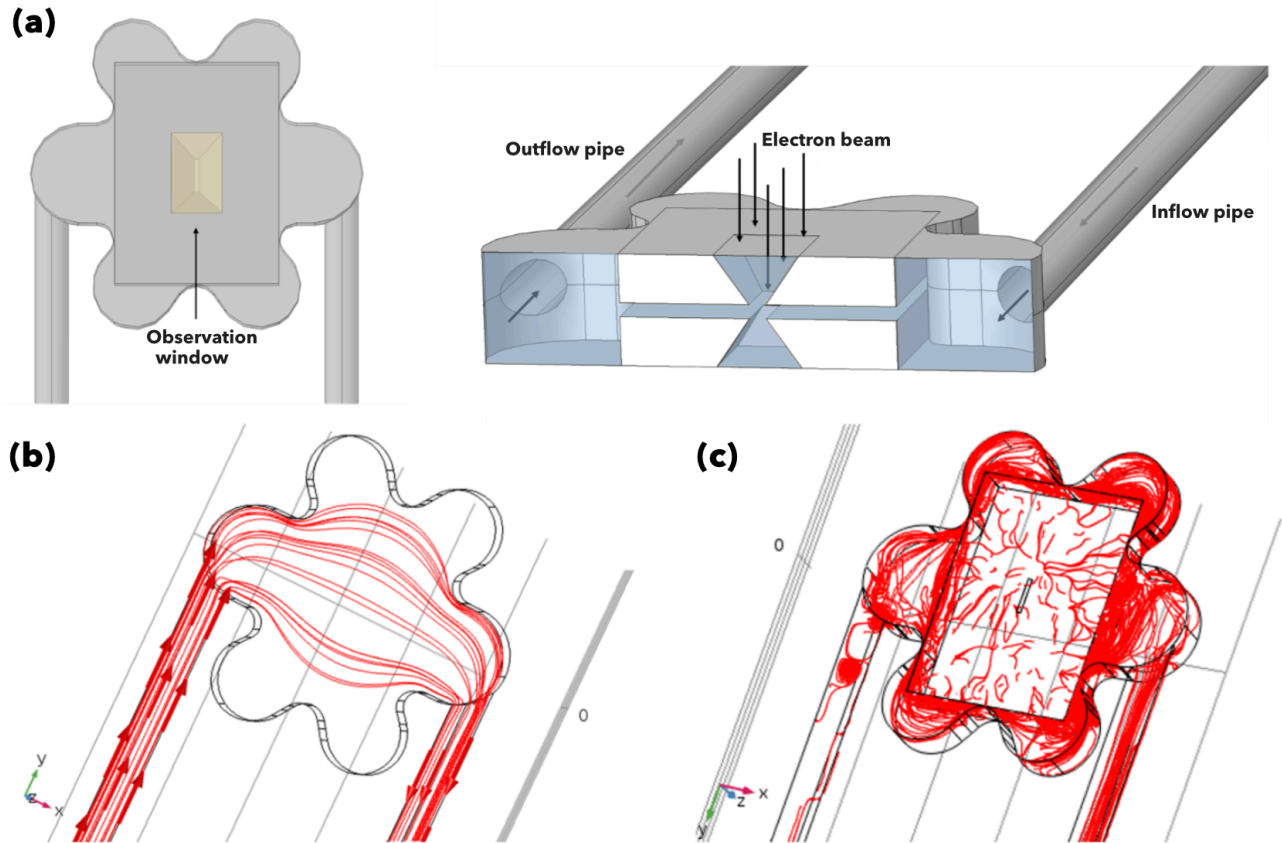 (a)
Observation
window
Outflow pipe
Electron beam
Inflow pipe
(b)
0
y
z
x
(c)
0
x
z
y